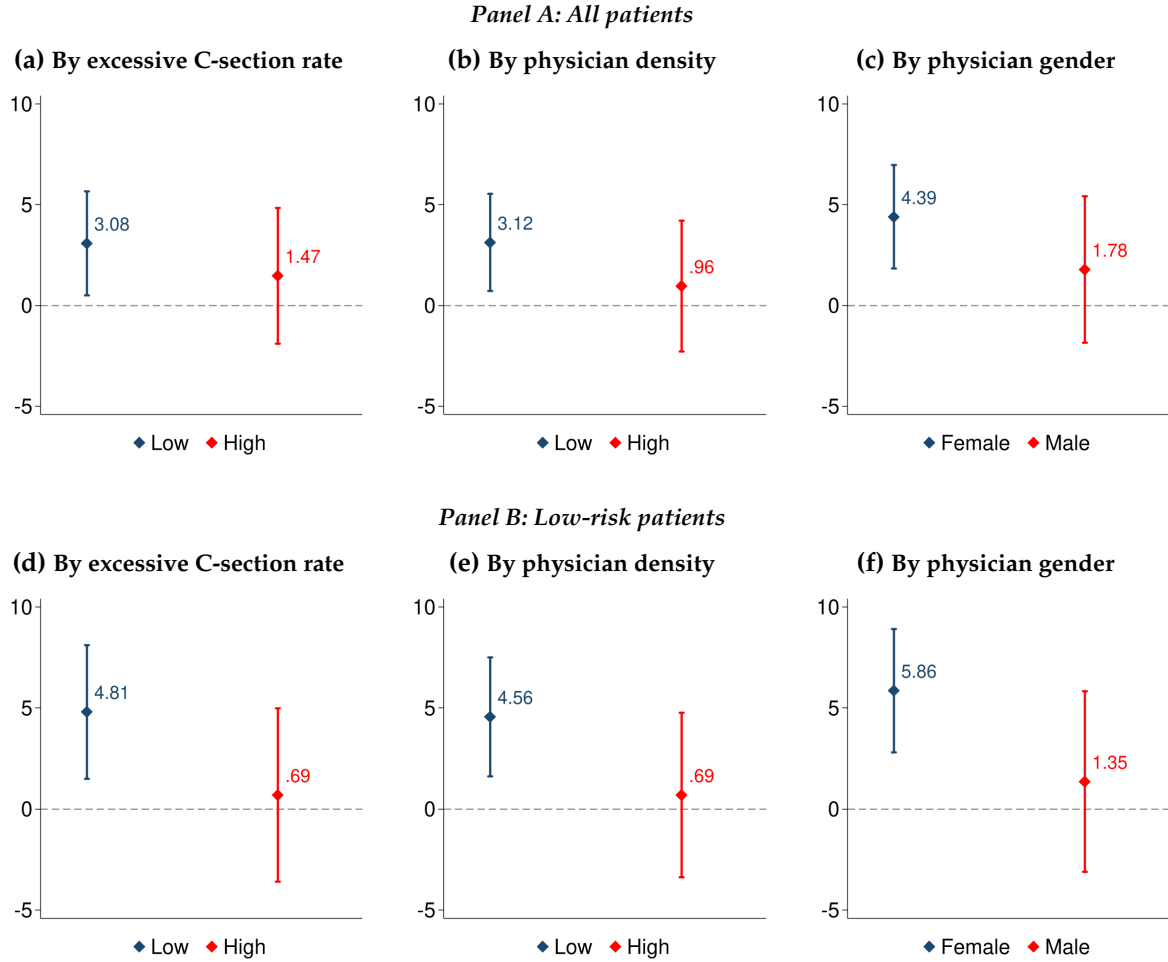 Panel A: All patients
(a) By excessive C-section rate
(b) By physician density
(c) By physician gender
10
5
0
-5
3.08
1.47
Low High
10
5
0
-5
3.12
.96
Low High
10
5
0
-5
4.39
1.78
Female Male
Panel B: Low-risk patients
(d) By excessive C-section rate
(e) By physician density
(f) By physician gender
10
5
0
-5
4.81
.69
Low High
10
5
0
-5
4.56
.69
Low High
10
5
0
-5
5.86
1.35
Female Male